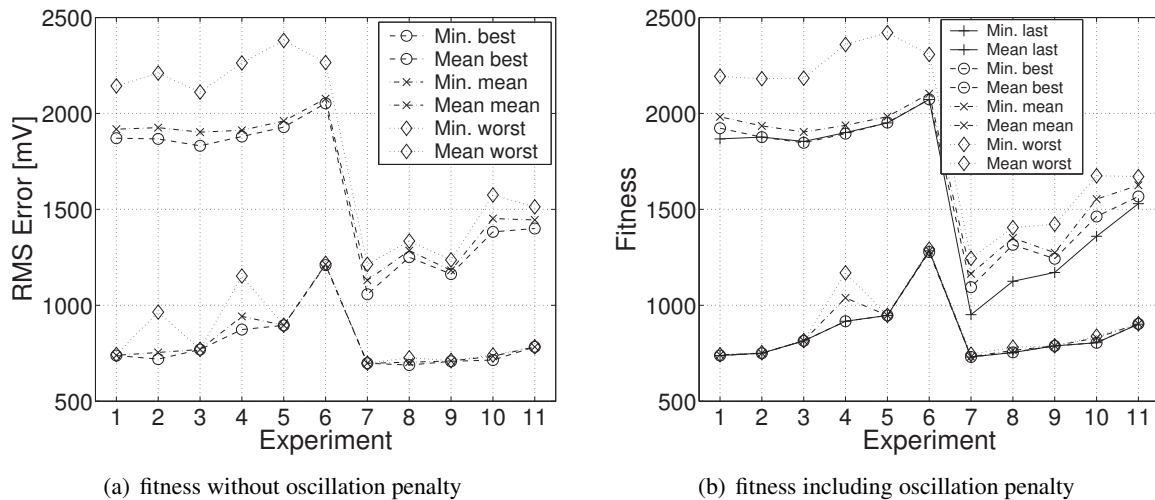 2500
2000
1500
1000
500
RMS Error [mV]
1 2 3 4 5 6 7 8 9 10 11
Experiment
Min. best
Mean best
Min. mean
Mean mean
Min. worst
Mean worst
(a) fitness without oscillation penalty
2500
2000
1500
1000
500
Fitness
1 2 3 4 5 6 7 8 9 10 11
Experiment
Min. last
Mean last
Min. best
Mean best
Min. mean
Mean mean
Min. worst
Mean worst
(b) fitness including oscillation penalty